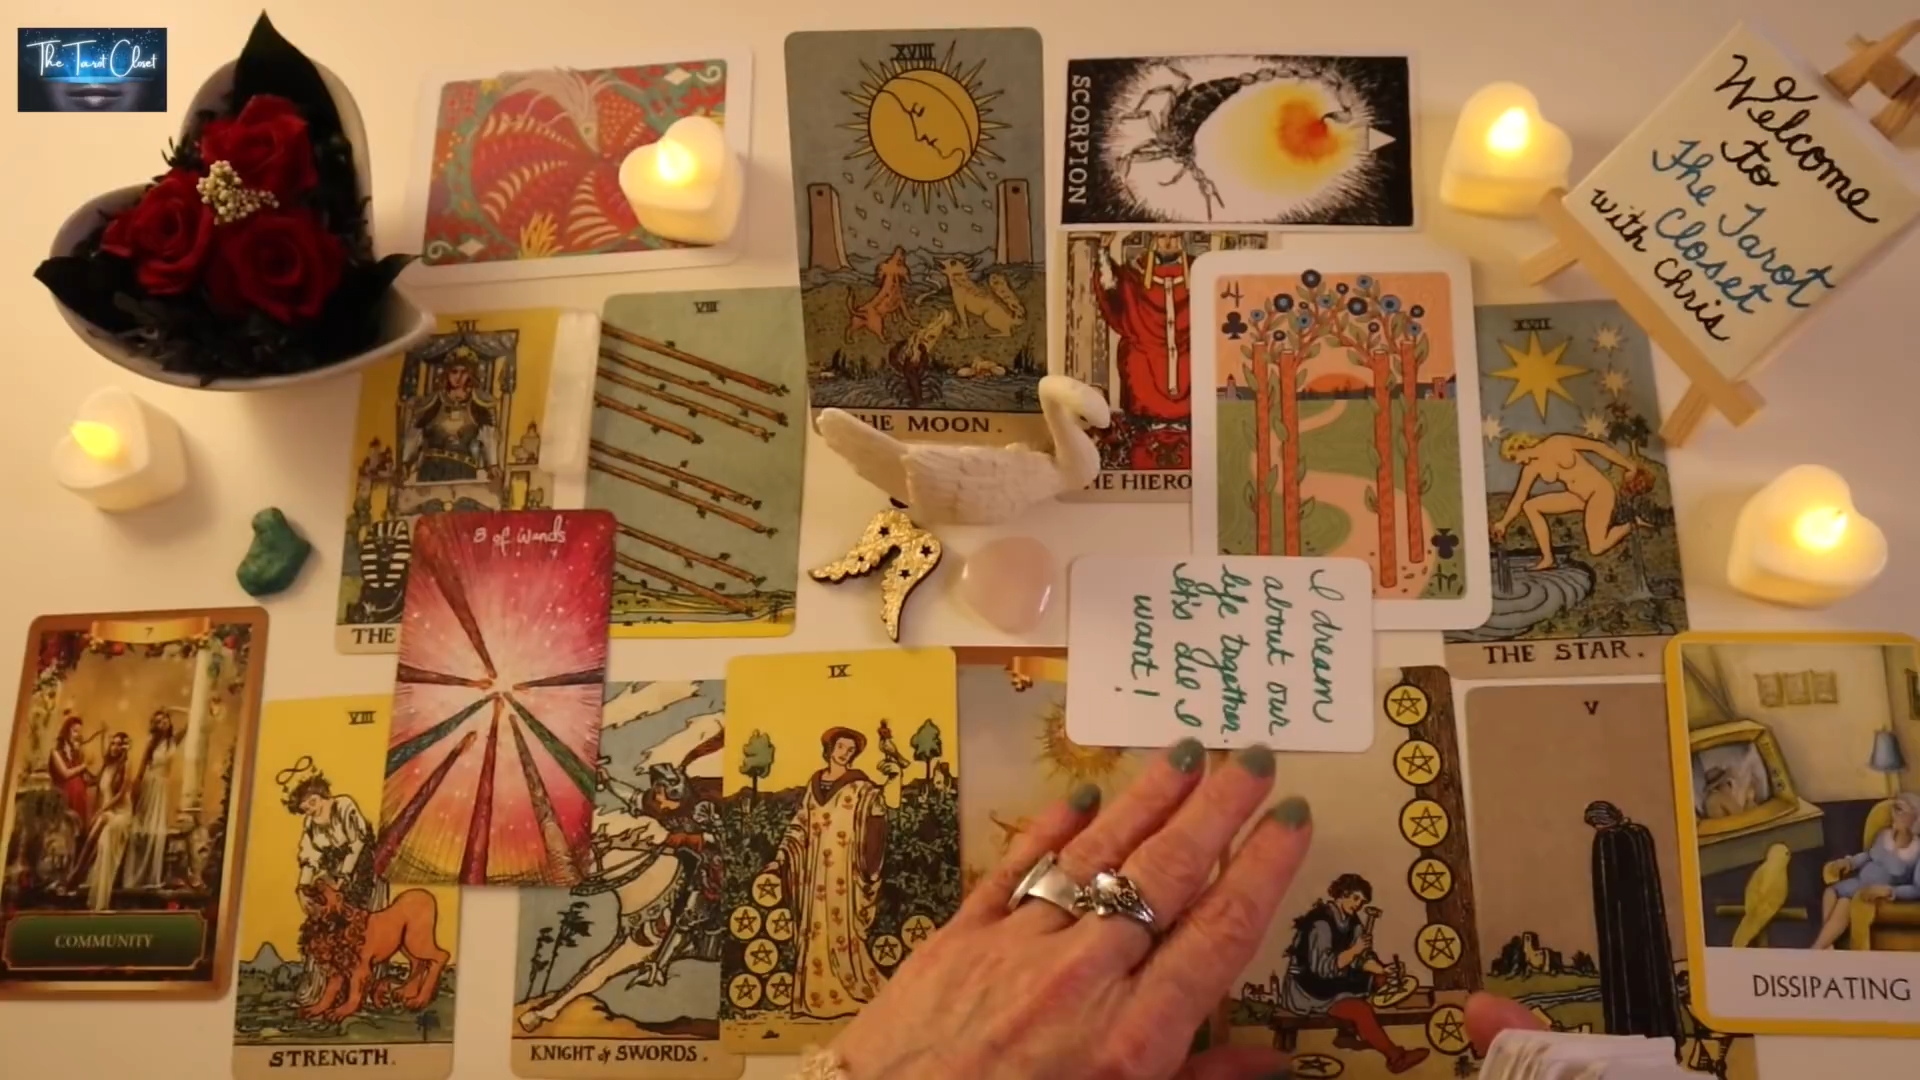 The Tarot Closet
XVIII
THE MOON.
SCORPION
Welcome
to
The Tarot
Closet
with Chris
VII
THE
VIII
8 of Wands
HIERO
4
XVII
THE STAR.
I dream
about our
life together.
It's all I
want!
7
COMMUNITY
VIII
STRENGTH.
KNIGHT of SWORDS.
IX
V
DISSIPATING